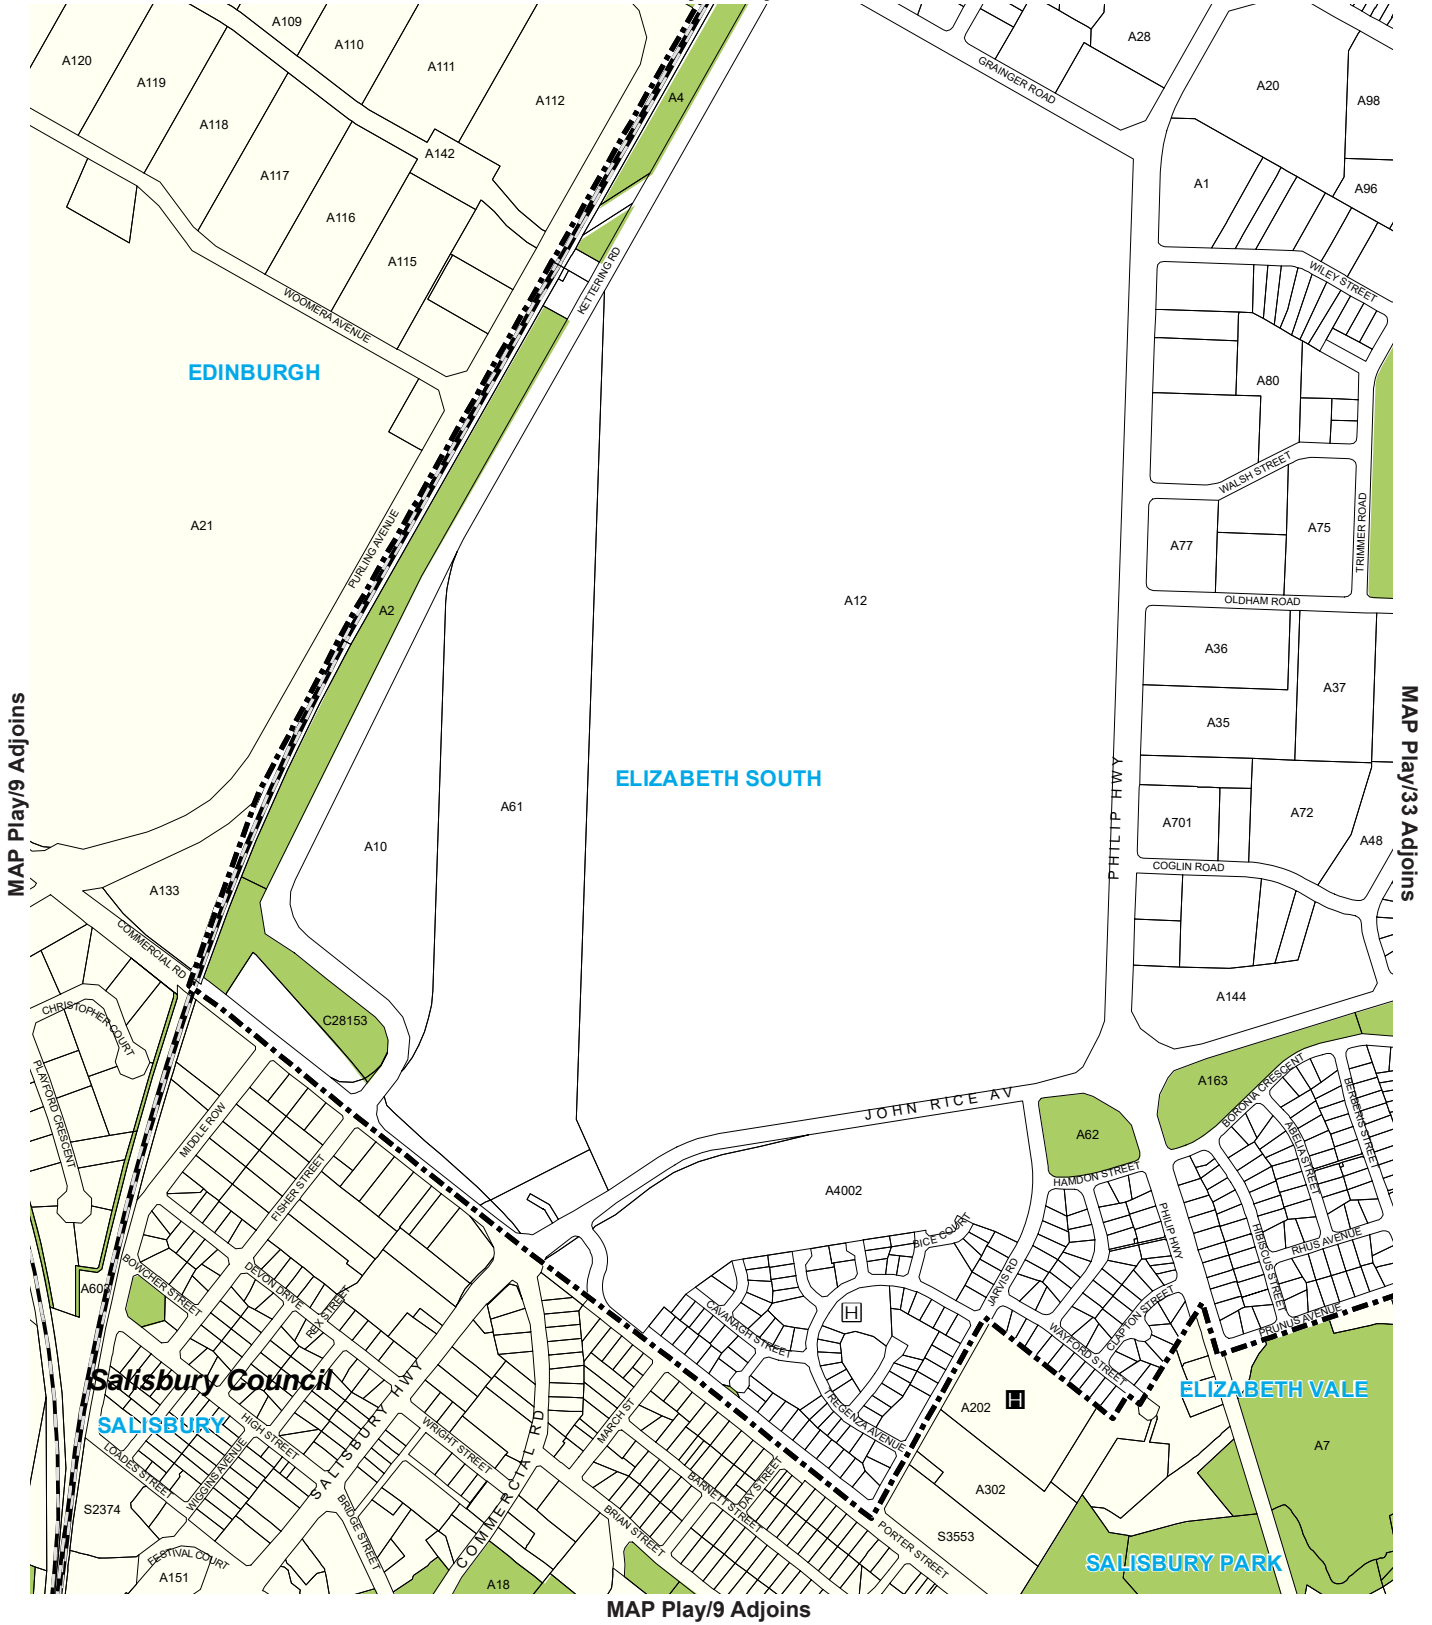 A109
A110
A120
A119
A111
A112
A118
A142
A117
A116
A115
A4
A28
GRAINGER ROAD
A20
A98
A1
A96
WILEY STREET
KETTERING RD
WOOMERA AVENUE
EDINBURGH
A80
WALSH STREET
A21
PURLING AVENUE
A2
A77
A75
TRIMMER ROAD
OLDHAM ROAD
A12
A36
A37
A35
MAP Play/9 Adjoins
MAP Play/33 Adjoins
ELIZABETH SOUTH
PHILIP HWY
A61
A10
A701
A72
A48
COGLIN ROAD
A133
COMMERCIAL RD
A144
CHRISTOPHER COURT
C28153
PLAYFORD CRESCENT
MIDDLE ROW
JOHN RICE AV
A163
BORONIA CRESCENT
BERBERIS STREET
ABELIA STREET
A62
HAMDON STREET
A4002
FISHER STREET
PHILIP HWY
HIBISCUS STREET
RHUS AVENUE
BICE COURT
JARVIS RD
A603
BOWCHER STREET
DEVON DRIVE
REX STREET
CAVANAGH STREET
H
WAYFORD STREET
CLAPTON STREET
PRUNUS AVENUE
Salisbury Council
SALISBURY
ELIZABETH VALE
A202
H
REGENZA AVENUE
HIGH STREET
SALISBURY HWY
WRIGHT STREET
COMMERCIAL RD
MARCH ST
LOADES STREET
WIGGINS AVENUE
BRIDGE STREET
BARNETT STREET
DAY STREET
BRIAN STREET
A7
A302
S2374
S3553
PORTER STREET
FESTIVAL COURT
A151
A18
SALISBURY PARK
MAP Play/9 Adjoins